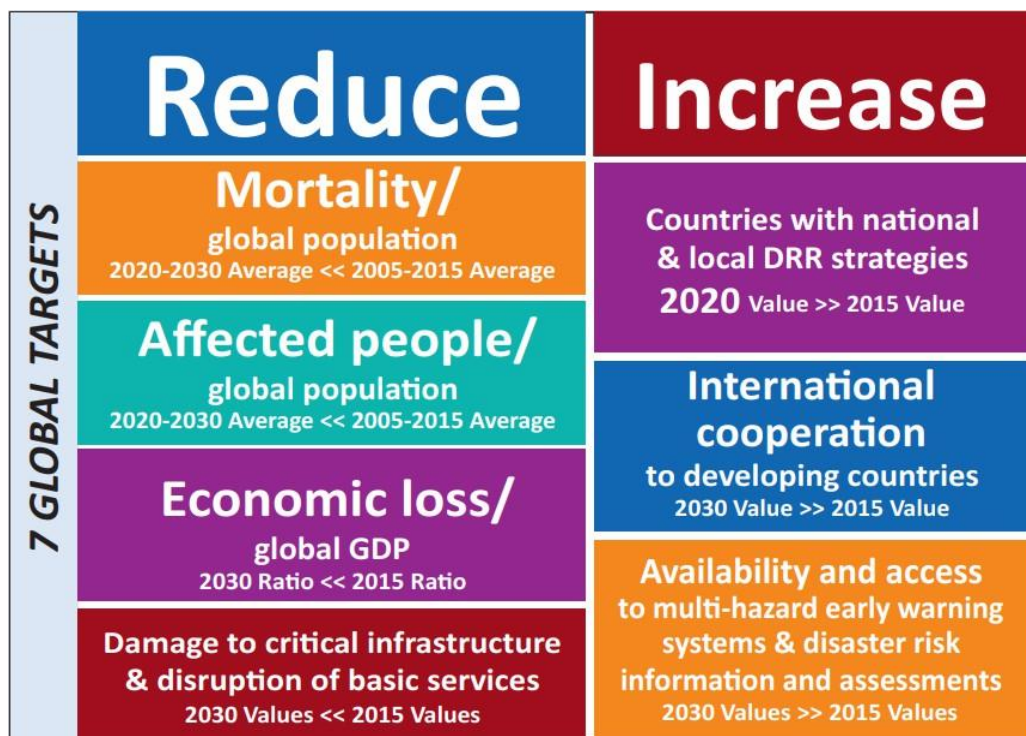 7 GLOBAL TARGETS
Reduce
Mortality/
global population
2020-2030 Average << 2005-2015 Average
Affected people/
global population
2020-2030 Average << 2005-2015 Average
Economic loss/
global GDP
2030 Ratio << 2015 Ratio
Damage to critical infrastructure
& disruption of basic services
2030 Values << 2015 Values
Increase
Countries with national
& local DRR strategies
2020 Value >> 2015 Value
International
cooperation
to developing countries
2030 Value >> 2015 Value
Availability and access
to multi-hazard early warning
systems & disaster risk
information and assessments
2030 Values >> 2015 Values